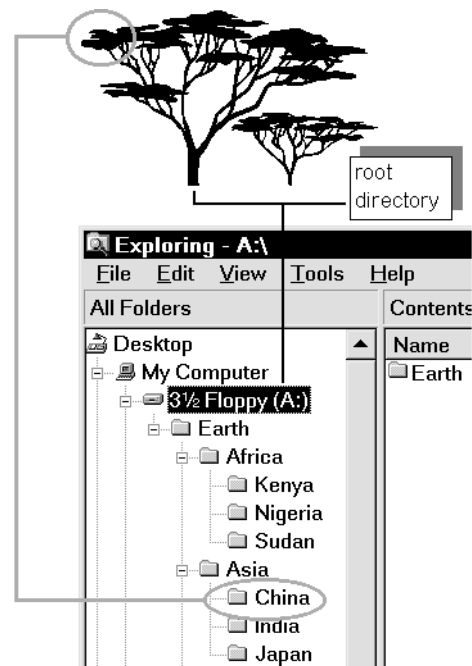 root
directory
Exploring - A:\
File Edit View Tools Help
All Folders Contents
Desktop Name
My Computer Earth
3½ Floppy (A:)
Earth
Africa
Kenya
Nigeria
Sudan
Asia
China
India
Japan